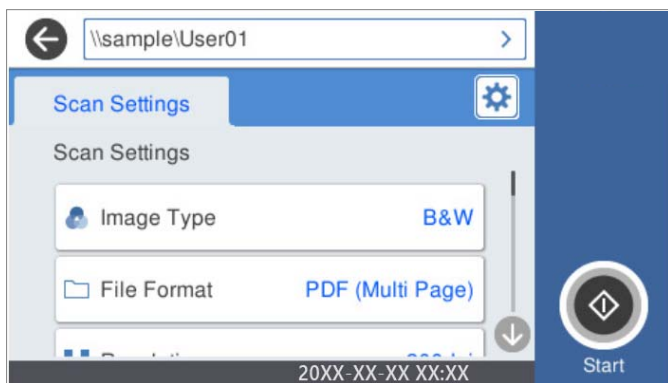 \\sample\User01
Scan Settings
Scan Settings
Image Type B&W
File Format PDF (Multi Page)
20XX-XX-XX XX:XX
Start